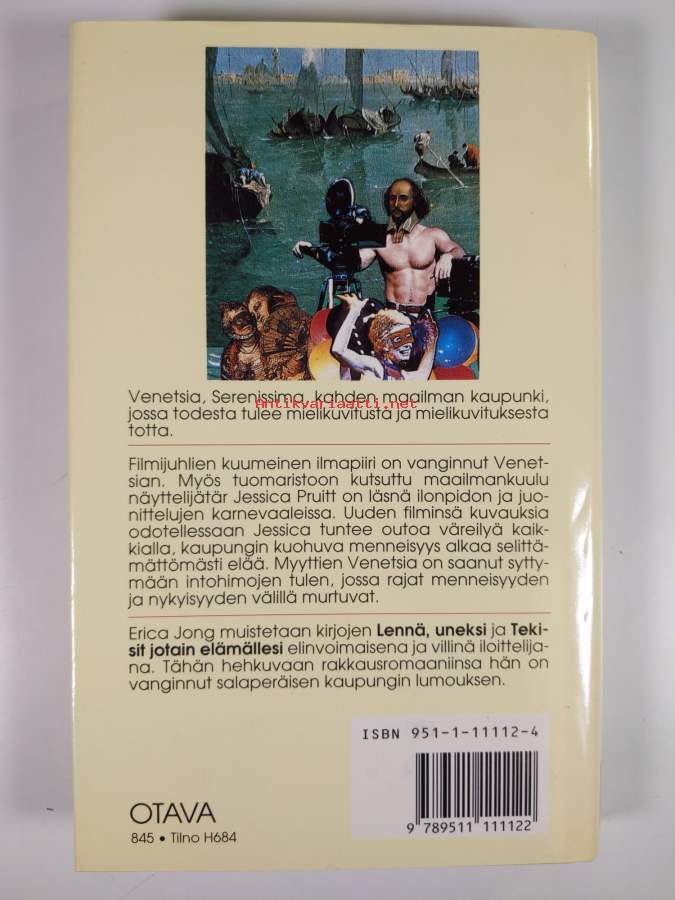 Venetsia, Serenissima, kahden maailman kaupunki,
antikvariaatti.net
jossa todesta tulee mielikuvitusta ja mielikuvituksesta
totta.
Filmijuhlien kuumeinen ilmapiiri on vanginnut Venet-
sian. Myös tuomaristoon kutsuttu maailmankuulu
näyttelijätär Jessica Pruitt on läsnä ilonpidon ja juo-
nittelujen karnevaaleissa. Uuden filminsä kuvauksia
odotellessaan Jessica tuntee outoa väreilyä kaik-
kialla, kaupungin kuohuva menneisyys alkaa selittä-
mättömästi elää. Myyttien Venetsia on saanut sytty-
mään intohimojen tulen, jossa rajat menneisyyden
ja nykyisyyden välillä murtuvat.
Erica Jong muistetaan kirjojen Lennä, uneksi ja Teki-
sit jotain elämällesi elinvoimaisena ja villinä iloittelija-
na. Tähän hehkuvaan rakkausromaaniinsa hän on
vanginnut salaperäisen kaupungin lumouksen.
ISBN 951-1-11112-4
9 789511 111122
OTAVA
845 • Tilno H684